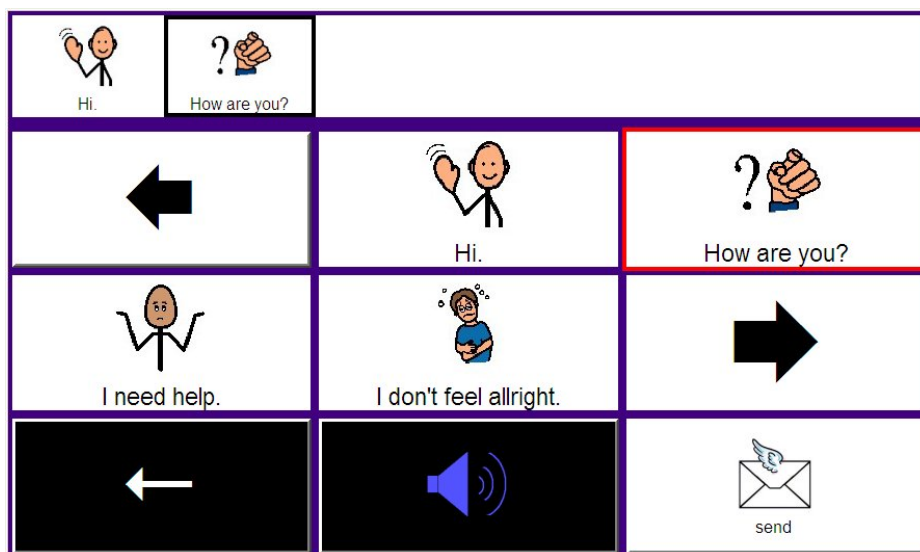 Hi.
How are you?
Hi.
How are you?
I need help.
I don't feel allright.
send